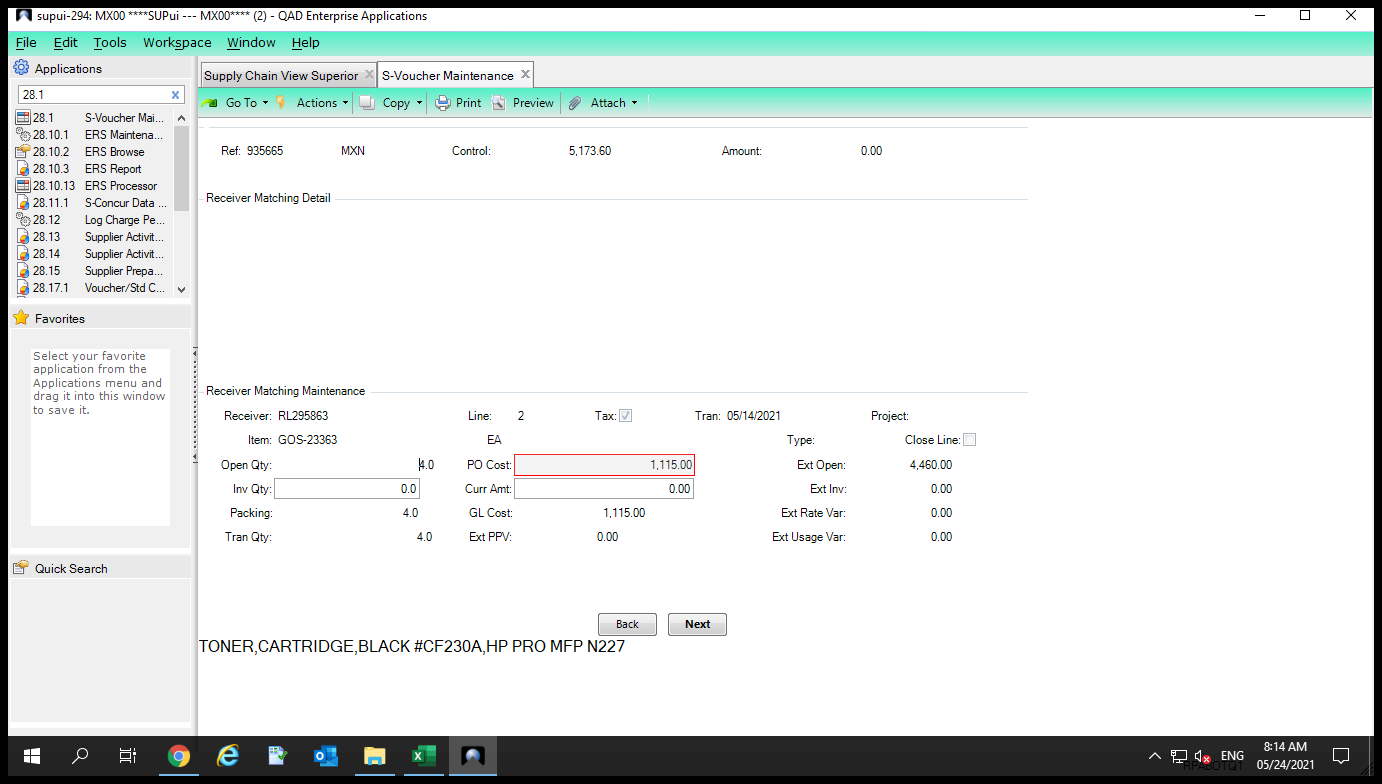 supui-294: MX00 ****SUPui --- MX00**** (2) - QAD Enterprise Applications
File Edit Tools Workspace Window Help
Applications
28.1
28.1 S-Voucher Mai...
28.10.1 ERS Maintena...
28.10.2 ERS Browse
28.10.3 ERS Report
28.10.13 ERS Processor
28.11.1 S-Concur Data ...
28.12 Log Charge Pe...
28.13 Supplier Activit...
28.14 Supplier Activit...
28.15 Supplier Prepa...
28.17.1 Voucher/Std C...
Favorites
Select your favorite
application from the
Applications menu and
drag it into this window
to save it.
Quick Search
Supply Chain View Superior S-Voucher Maintenance
Go To Actions Copy Print Preview Attach
Ref: 935665 MXN Control: 5,173.60 Amount: 0.00
Receiver Matching Detail
Receiver Matching Maintenance
Receiver: RL295863 Line: 2 Tax: Tran: 05/14/2021 Project:
Item: GOS-23363 EA Type: Close Line:
Open Qty: 4.0 PO Cost: 1,115.00 Ext Open: 4,460.00
Inv Qty: 0.0 Curr Amt: 0.00 Ext Inv: 0.00
Packing: 4.0 GL Cost: 1,115.00 Ext Rate Var: 0.00
Tran Qty: 4.0 Ext PPV: 0.00 Ext Usage Var: 0.00
Back Next
TONER,CARTRIDGE,BLACK #CF230A,HP PRO MFP N227
ENG 8:14 AM
05/24/2021